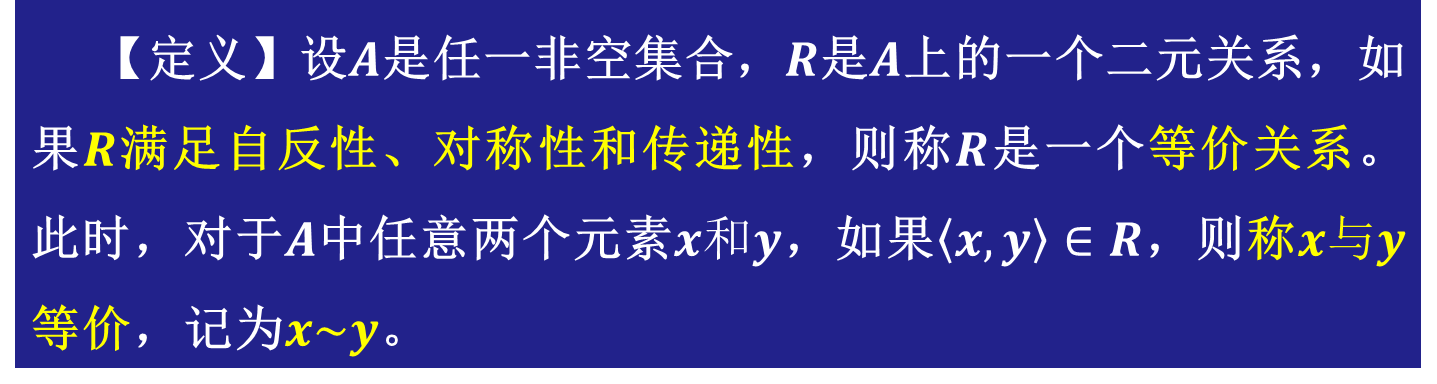 【定义】设A是任一非空集合，R是A上的一个二元关系，如
果R满足自反性、对称性和传递性，则称R是一个等价关系。
此时，对于A中任意两个元素x和y，如果⟨x, y⟩ ∈ R，则称x与y
等价，记为x~y。